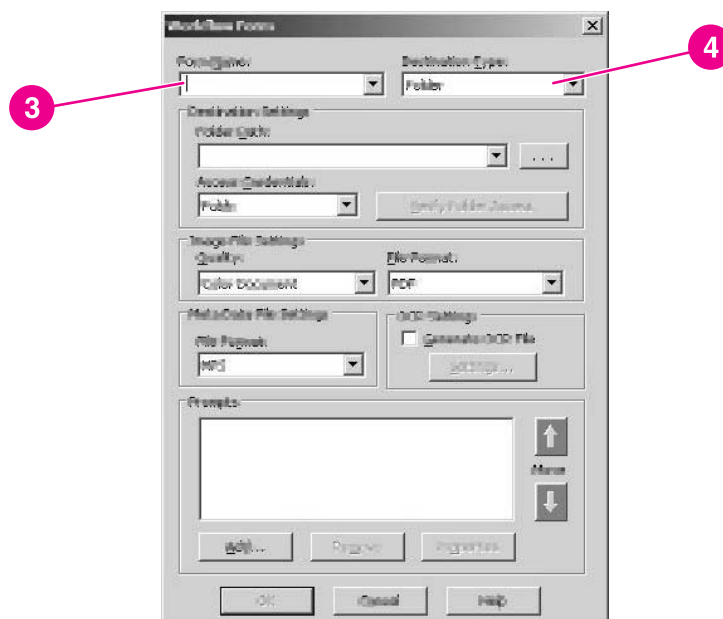 Workflow Form
Form Name:
Destination Type:
4
Folder
3
Destination Settings
Folder Path:
...
Access Credentials:
Public
Verify Folder Access
Image File Settings
Quality:
File Format:
Color Document
PDF
MetaData File Settings
OCR Settings
File Format:
Generate OCR File
HPS
Settings...
Prompts
Move
Add...
Remove
Properties
OK
Cancel
Help